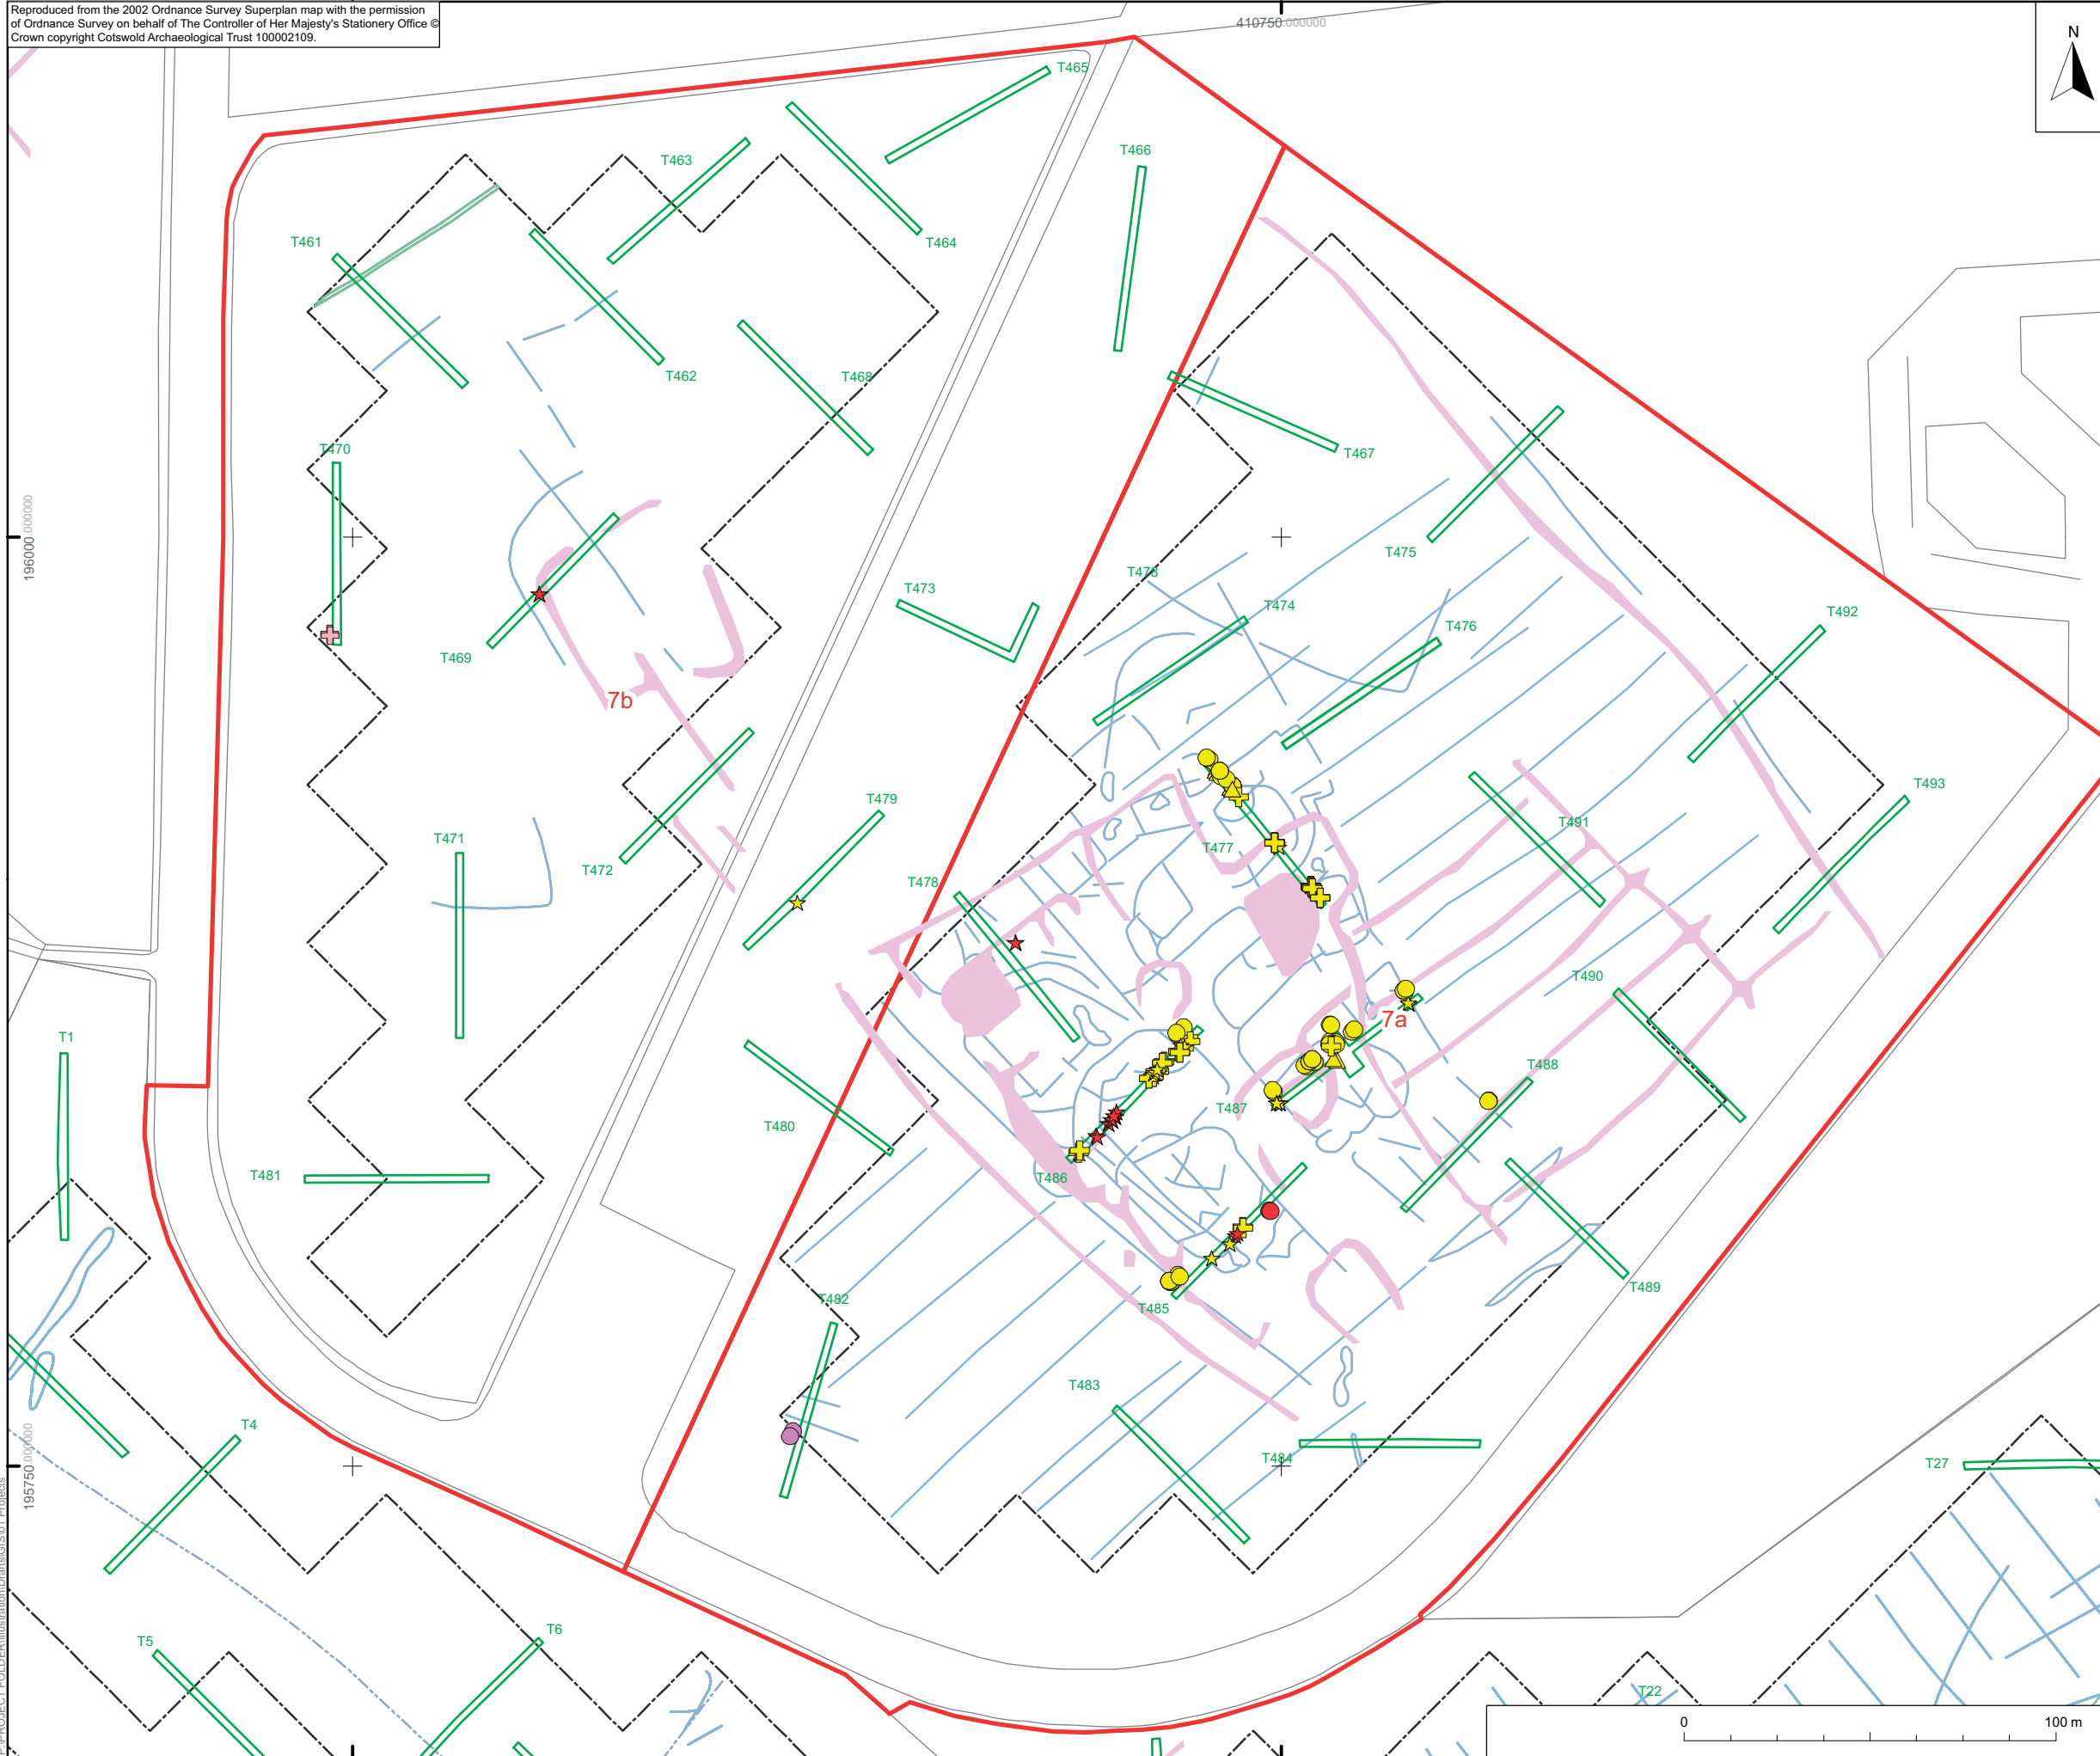 Reproduced from the 2002 Ordnance Survey Superplan map with the permission
of Ordnance Survey on behalf of The Controller of Her Majesty's Stationery Office ©
Crown copyright Cotswold Archaeological Trust 100002109.
410750.000000
N
T465
T466
T463
T464
T461
T462
T468
T467
T470
T475
196000.000000
T473
T478
T474
T476
T492
T469
7b
T479
T493
T471
T472
T477
T491
T478
T490
7a
T1
T480
T487
T488
T481
T486
T482
T485
T489
T483
T4
T484
T27
195750.000000
T5
T6
T22
0
100 m